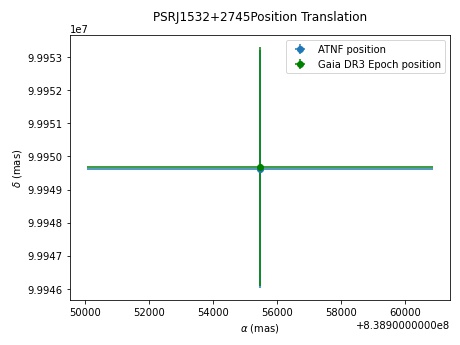 PSRJ1532+2745Position Translation
1e7
ATNF position
Gaia DR3 Epoch position
9.9953
9.9952
9.9951
9.9950
9.9949
9.9948
9.9947
9.9946
δ (mas)
50000 52000 54000 56000 58000 60000
α (mas)
+8.3890000000e8